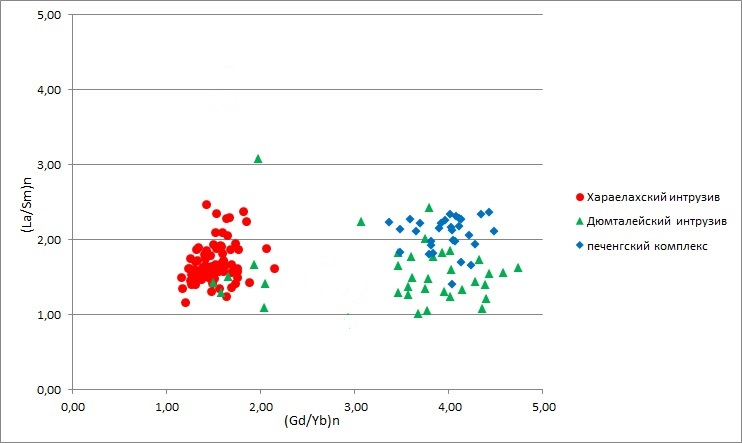 5,00
4,00
3,00
2,00
1,00
0,00
(La/Sm)n
0,00 1,00 2,00 3,00 4,00 5,00
(Gd/Yb)n
Хараелахский интрузив
Дюмталейский интрузив
печенгский комплекс